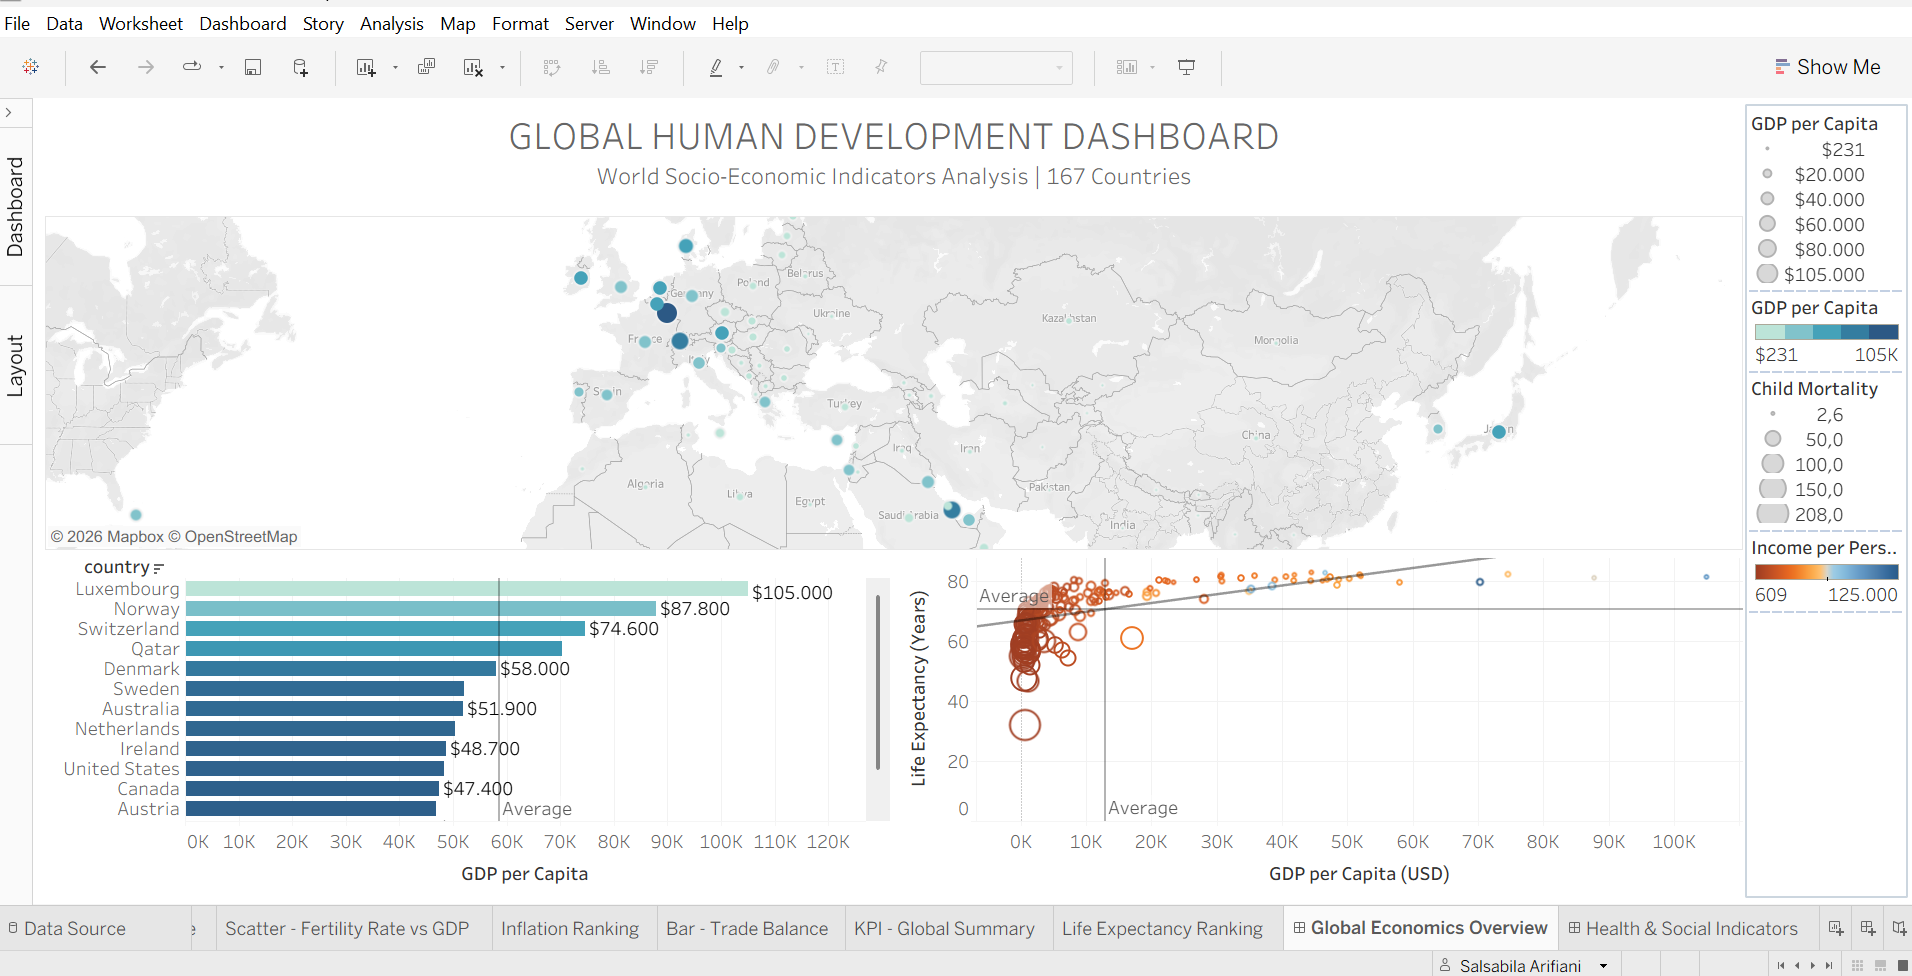 File Data Worksheet Dashboard Story Analysis Map Format Server Window Help
Show Me
Dashboard
Layout
GLOBAL HUMAN DEVELOPMENT DASHBOARD
World Socio-Economic Indicators Analysis | 167 Countries
Belarus
Poland
Germany
Ukraine
Kazakhstan
France
Mongolia
Italy
Spain
Turkey
China
Japan
Iraq
Iran
Algeria
Libya
Egypt
Pakistan
Saudi Arabia
India
© 2026 Mapbox © OpenStreetMap
country
Luxembourg $105.000
Norway $87.800
Switzerland $74.600
Qatar
Denmark $58.000
Sweden
Australia $51.900
Netherlands
Ireland $48.700
United States
Canada $47.400
Austria
Average
0K 10K 20K 30K 40K 50K 60K 70K 80K 90K 100K 110K 120K
GDP per Capita
Life Expectancy (Years)
80
60
40
20
0
Average
Average
0K 10K 20K 30K 40K 50K 60K 70K 80K 90K 100K
GDP per Capita (USD)
GDP per Capita
$231
$20.000
$40.000
$60.000
$80.000
$105.000
GDP per Capita
$231 105K
Child Mortality
2,6
50,0
100,0
150,0
208,0
Income per Pers..
609 125.000
Data Source
Scatter - Fertility Rate vs GDP
Inflation Ranking
Bar - Trade Balance
KPI - Global Summary
Life Expectancy Ranking
Global Economics Overview
Health & Social Indicators
Salsabila Arifiani